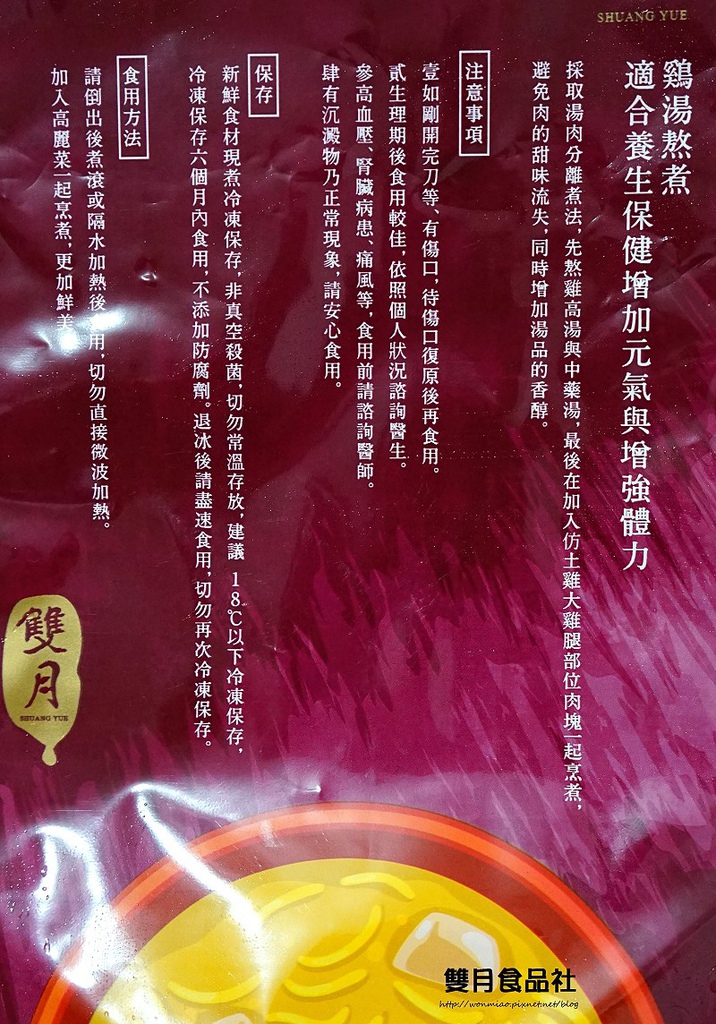 SHUANG YUE
鷄湯熬煮
適合養生保健增加元氣與增強體力
採取湯肉分離煮法，先熬雞高湯與中藥湯，最後在加入仿土雞大雞腿部位肉塊一起烹煮，
避免肉的甜味流失，同時增加湯品的香醇。
注意事項
壹如剛開完刀等、有傷口，待傷口復原後再食用。
貳生理期後食用較佳，依照個人狀況諮詢醫生。
參高血壓、腎臟病患、痛風等，食用前請諮詢醫師。
肆有沉澱物乃正常現象，請安心食用。
保存
新鮮食材現煮冷凍保存，非真空殺菌，切勿常溫存放，建議 18℃以下冷凍保存，
冷凍保存六個月內食用，不添加防腐劑。退冰後請盡速食用，切勿再次冷凍保存。
食用方法
請倒出後煮滾或隔水加熱後用，切勿直接微波加熱。
加入高麗菜一起烹煮，更加鮮美
雙月
SHUANG YUE
雙月食品社
http://wonmiao.pixnet.net/blog